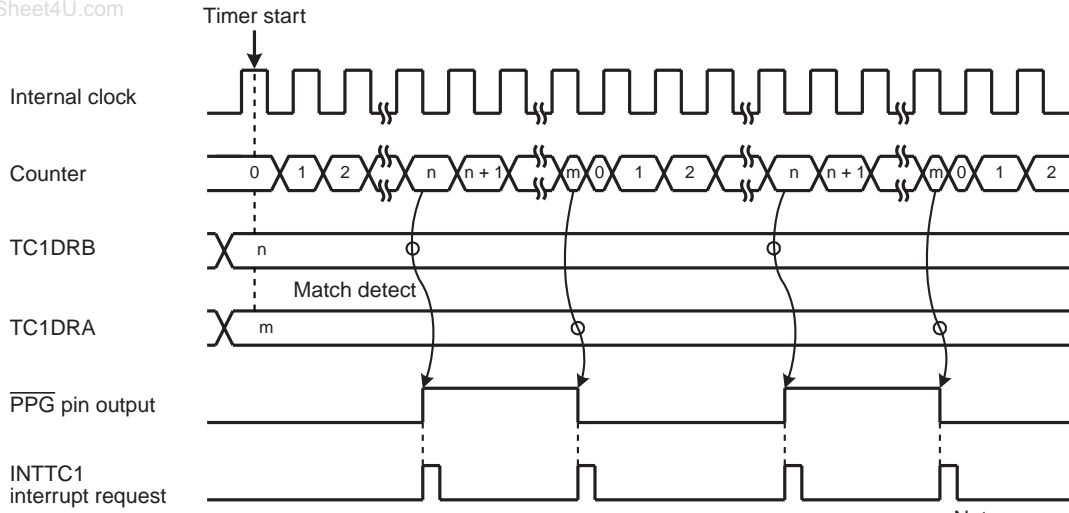 Sheet4U.com
Timer start
Internal clock
Counter 0 1 2 n n + 1 m 0 1 2 n n + 1 m 0 1 2
TC1DRB n
Match detect
TC1DRA m
PPG pin output
INTTC1
interrupt request